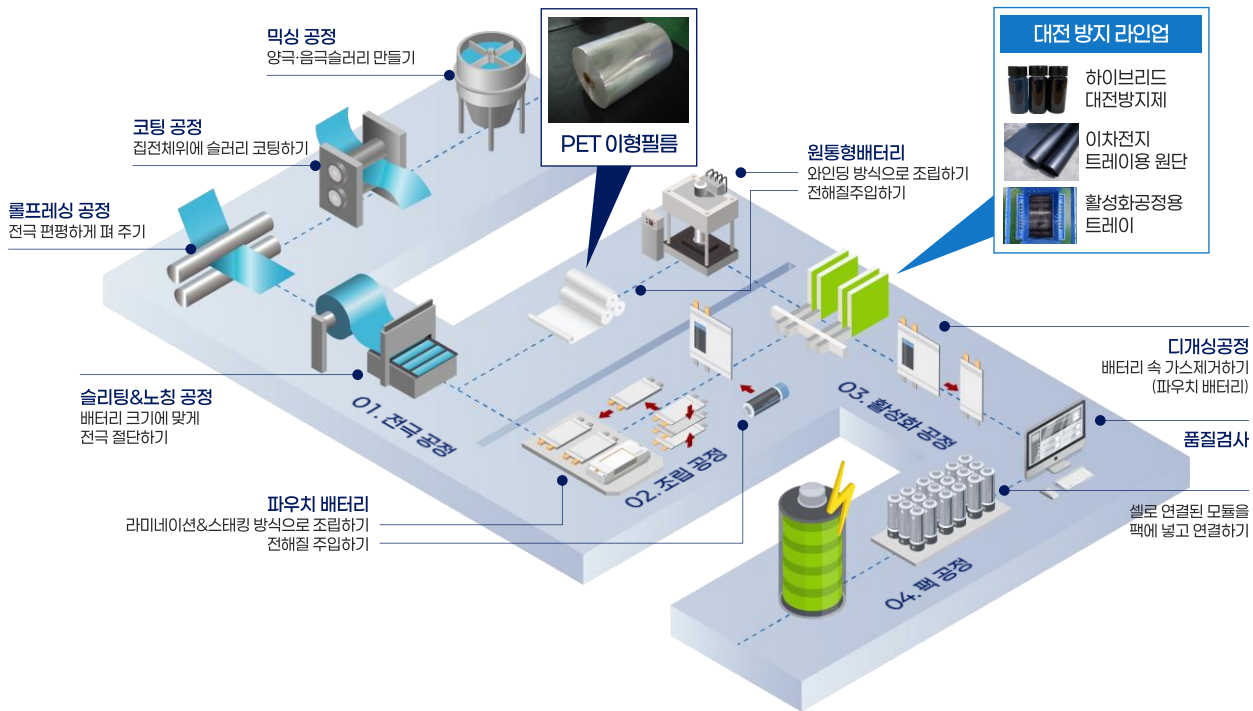 믹싱 공정
양극·음극슬러리 만들기
코팅 공정
집전체위에 슬러리 코팅하기
롤프레싱 공정
전극 편평하게 펴 주기
슬리팅&노칭 공정
배터리 크기에 맞게
전극 절단하기
01. 전극 공정
PET 이형필름
원통형배터리
와인딩 방식으로 조립하기
전해질주입하기
파우치 배터리
라미네이션&스태킹 방식으로 조립하기
전해질 주입하기
02. 조립 공정
대전 방지 라인업
하이브리드
대전방지제
이차전지
트레이용 원단
활성화공정용
트레이
03. 활성화 공정
디개싱공정
배터리 속 가스제거하기
(파우치 배터리)
품질검사
셀로 연결된 모듈을
팩에 넣고 연결하기
04. 팩 공정